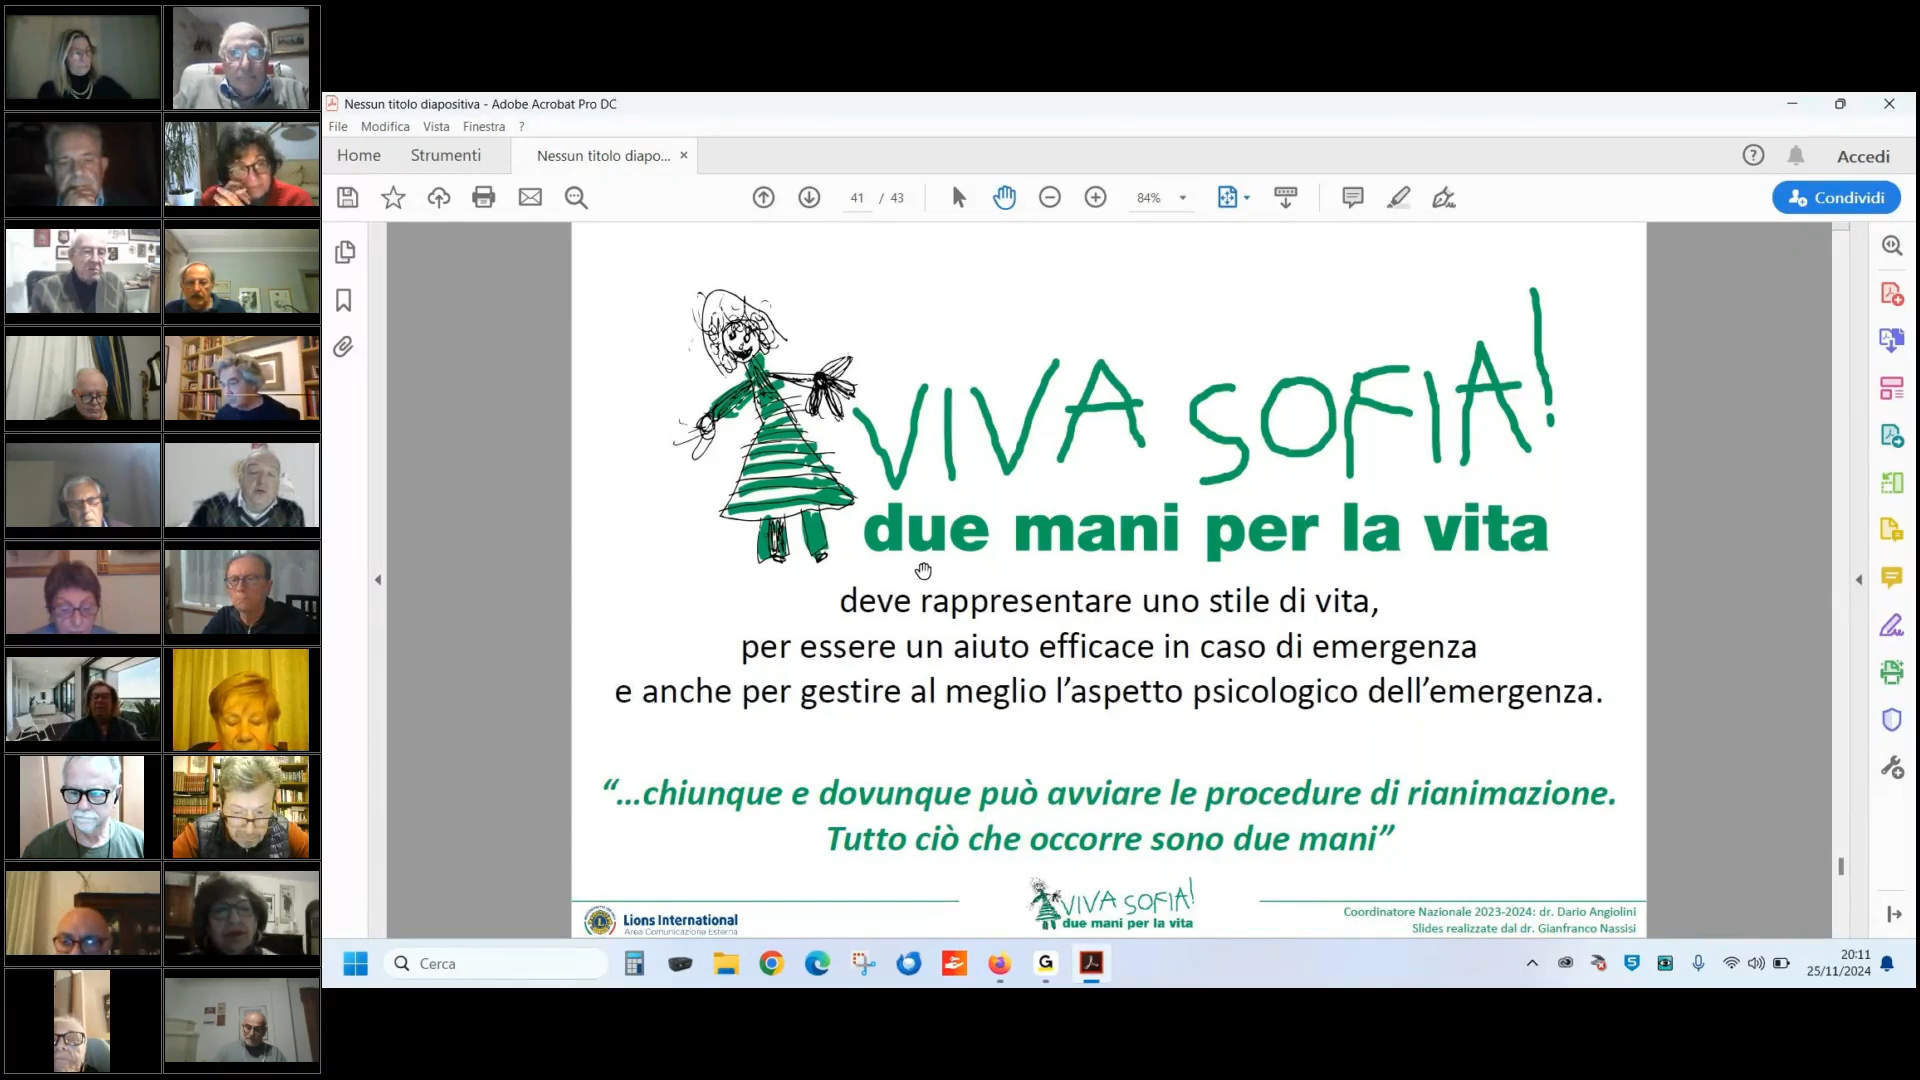 Nessun titolo diapositiva - Adobe Acrobat Pro DC
File Modifica Vista Finestra ?
Home Strumenti Nessun titolo diapo... × Accedi
41 / 43 84% Condividi
VIVA SOFIA!
due mani per la vita
deve rappresentare uno stile di vita,
per essere un aiuto efficace in caso di emergenza
e anche per gestire al meglio l’aspetto psicologico dell’emergenza.
“...chiunque e dovunque può avviare le procedure di rianimazione.
Tutto ciò che occorre sono due mani”
Lions International
Area Comunicazione Esterna
VIVA SOFIA!
due mani per la vita
Coordinatore Nazionale 2023-2024: dr. Dario Angiolini
Slides realizzate dal dr. Gianfranco Nassisi
Cerca
20:11
25/11/2024